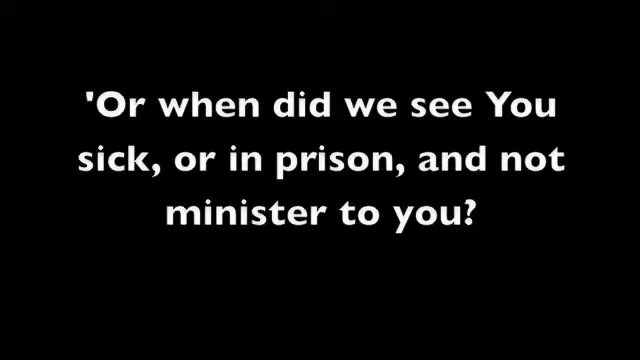 'Or when did we see You
sick, or in prison, and not
minister to you?